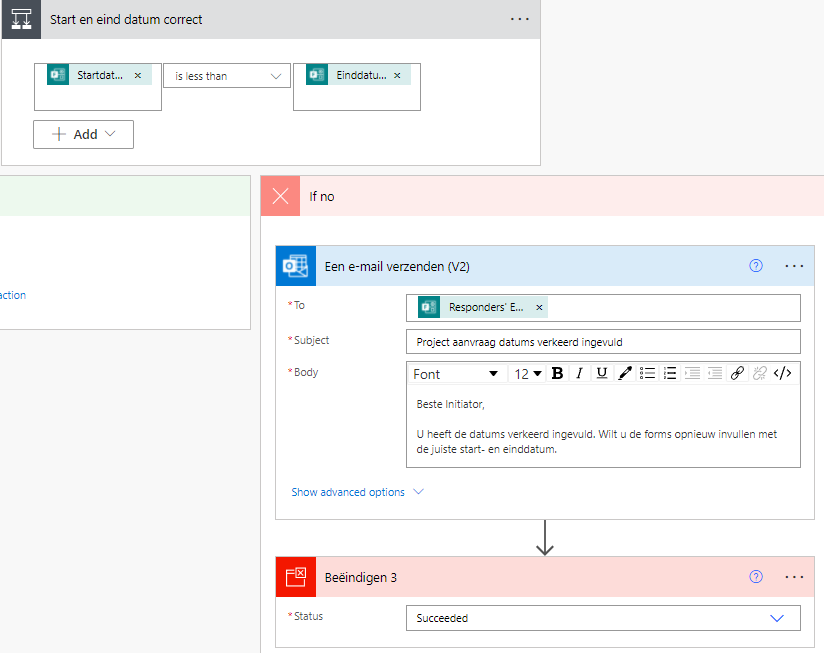 Start en eind datum correct
Startdat... ×
is less than
Einddatu... ×
Add
If no
action
Een e-mail verzenden (V2)
* To
Responders' E... ×
* Subject
Project aanvraag datums verkeerd ingevuld
* Body
Font 12 B I U </>
Beste Initiator,
U heeft de datums verkeerd ingevuld. Wilt u de forms opnieuw invullen met
de juiste start- en einddatum.
Show advanced options
Beëindigen 3
* Status
Succeeded